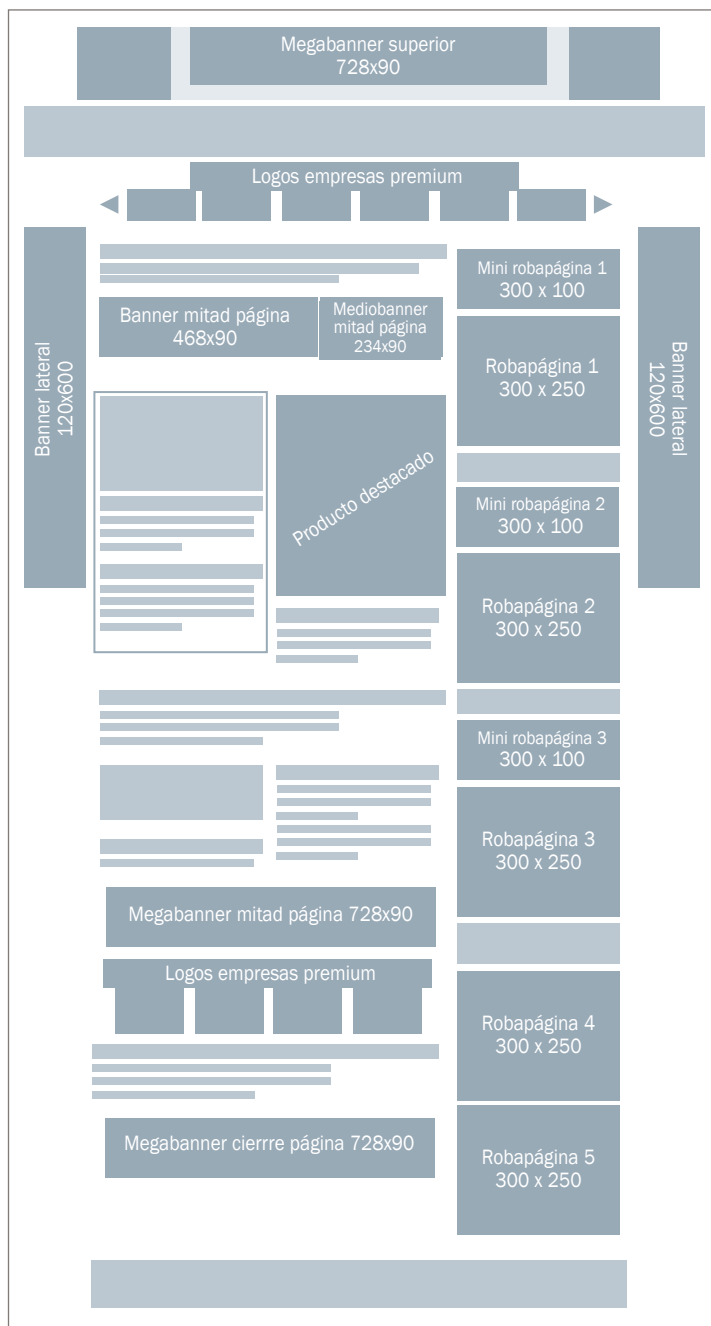 Megabanner superior
728x90
Logos empresas premium
Banner lateral
120x600
Banner mitad página
468x90
Mediobanner
mitad página
234x90
Producto destacado
Megabanner mitad página 728x90
Logos empresas premium
Megabanner cierrre página 728x90
Mini robapágina 1
300 x 100
Robapágina 1
300 x 250
Mini robapágina 2
300 x 100
Robapágina 2
300 x 250
Mini robapágina 3
300 x 100
Robapágina 3
300 x 250
Robapágina 4
300 x 250
Robapágina 5
300 x 250
Banner lateral
120x600